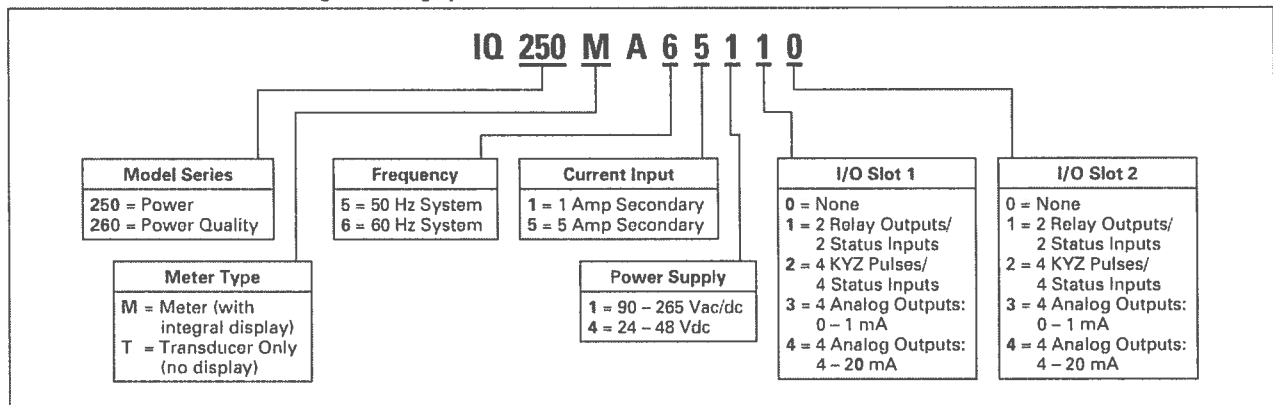 IQ 250 M A 6 5 1 1 0
Model Series
250 = Power
260 = Power Quality
Meter Type
M = Meter (with
integral display)
T = Transducer Only
(no display)
Frequency
5 = 50 Hz System
6 = 60 Hz System
Current Input
1 = 1 Amp Secondary
5 = 5 Amp Secondary
Power Supply
1 = 90 – 265 Vac/dc
4 = 24 – 48 Vdc
I/O Slot 1
0 = None
1 = 2 Relay Outputs/
2 Status Inputs
2 = 4 KYZ Pulses/
4 Status Inputs
3 = 4 Analog Outputs:
0 – 1 mA
4 = 4 Analog Outputs:
4 – 20 mA
I/O Slot 2
0 = None
1 = 2 Relay Outputs/
2 Status Inputs
2 = 4 KYZ Pulses/
4 Status Inputs
3 = 4 Analog Outputs:
0 – 1 mA
4 = 4 Analog Outputs:
4 – 20 mA